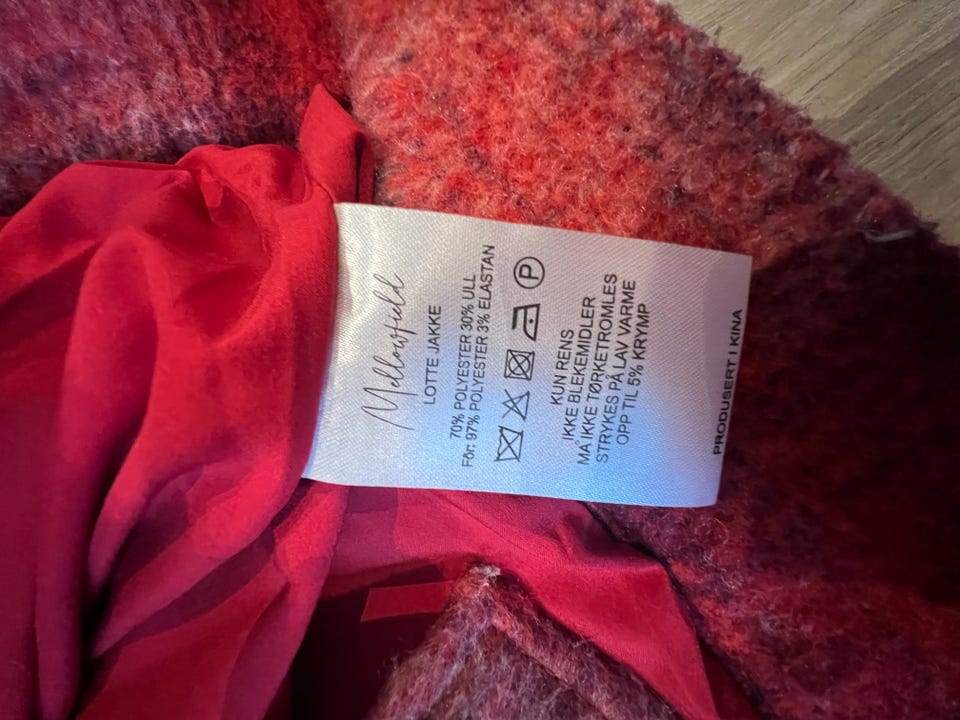 Mellowfield
LOTTE JAKKE
70% POLYESTER 30% ULL
Fôr: 97% POLYESTER 3% ELASTAN
P
KUN RENS
IKKE BLEKEMIDLER
MÅ IKKE TØRKETROMLES
STRYKES PÅ LAV VARME
OPP TIL 5% KRYMP
PRODUSERT I KINA